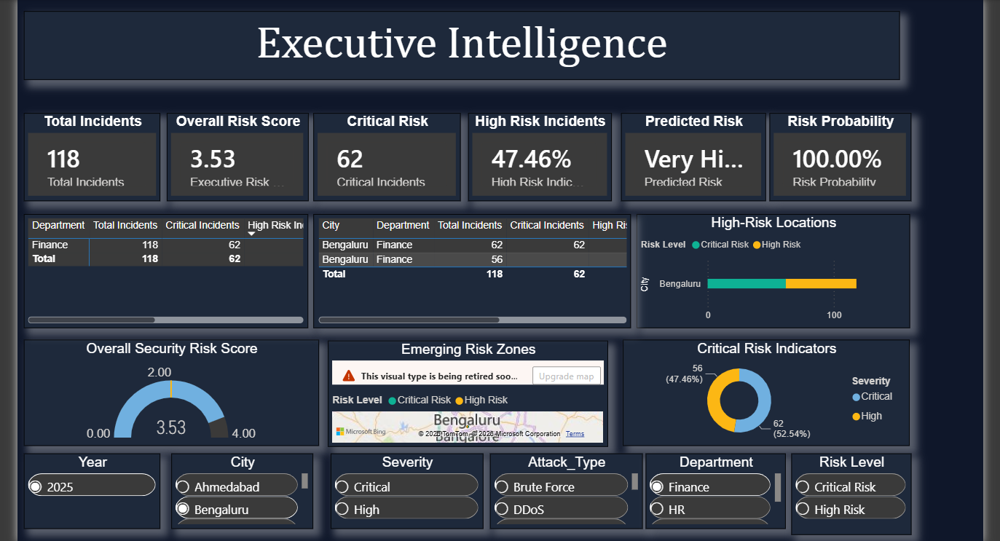 Executive Intelligence
Total Incidents
118
Total Incidents
Overall Risk Score
3.53
Executive Risk ...
Critical Risk
62
Critical Incidents
High Risk Incidents
47.46%
High Risk Indic...
Predicted Risk
Very Hi...
Predicted Risk
Risk Probability
100.00%
Risk Probability
Department Total Incidents Critical Incidents High Risk In
Finance 118 62
Total 118 62
City Department Total Incidents Critical Incidents High Ris
Bengaluru Finance 62 62
Bengaluru Finance 56
Total 118 62
High-Risk Locations
Risk Level Critical Risk High Risk
City
Bengaluru
0 100
Overall Security Risk Score
2.00
0.00 3.53 4.00
Emerging Risk Zones
This visual type is being retired soo... Upgrade map
Risk Level Critical Risk High Risk
Bengaluru
Bangalore
Microsoft Bing
© 2026 TomTom, © 2026 Microsoft Corporation Terms
Critical Risk Indicators
56
(47.46%)
62
(52.54%)
Severity
Critical
High
Year
2025
City
Ahmedabad
Bengaluru
Severity
Critical
High
Attack_Type
Brute Force
DDoS
Department
Finance
HR
Risk Level
Critical Risk
High Risk